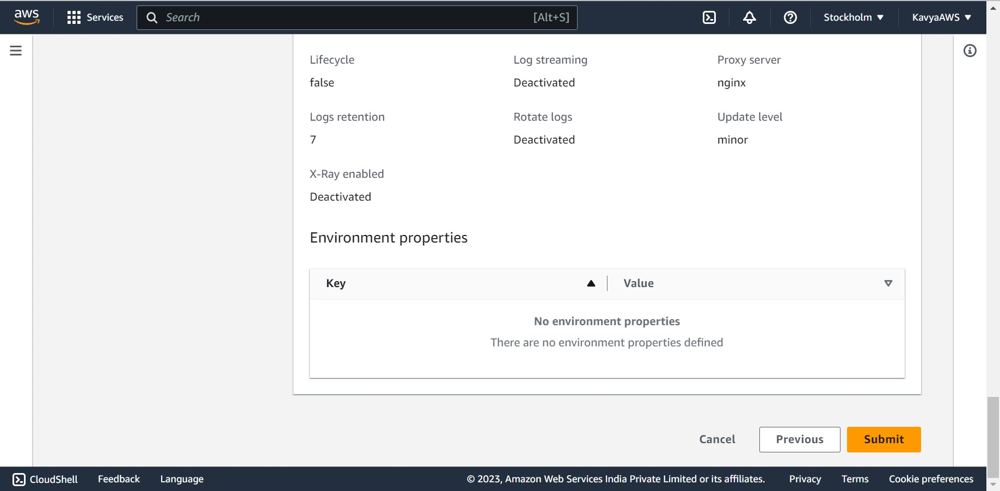 aws Services Search [Alt+S] Stockholm KavyaAWS
Lifecycle Log streaming Proxy server
false Deactivated nginx
Logs retention Rotate logs Update level
7 Deactivated minor
X-Ray enabled
Deactivated
Environment properties
Key Value
No environment properties
There are no environment properties defined
Cancel Previous Submit
CloudShell Feedback Language © 2023, Amazon Web Services India Private Limited or its affiliates. Privacy Terms Cookie preferences